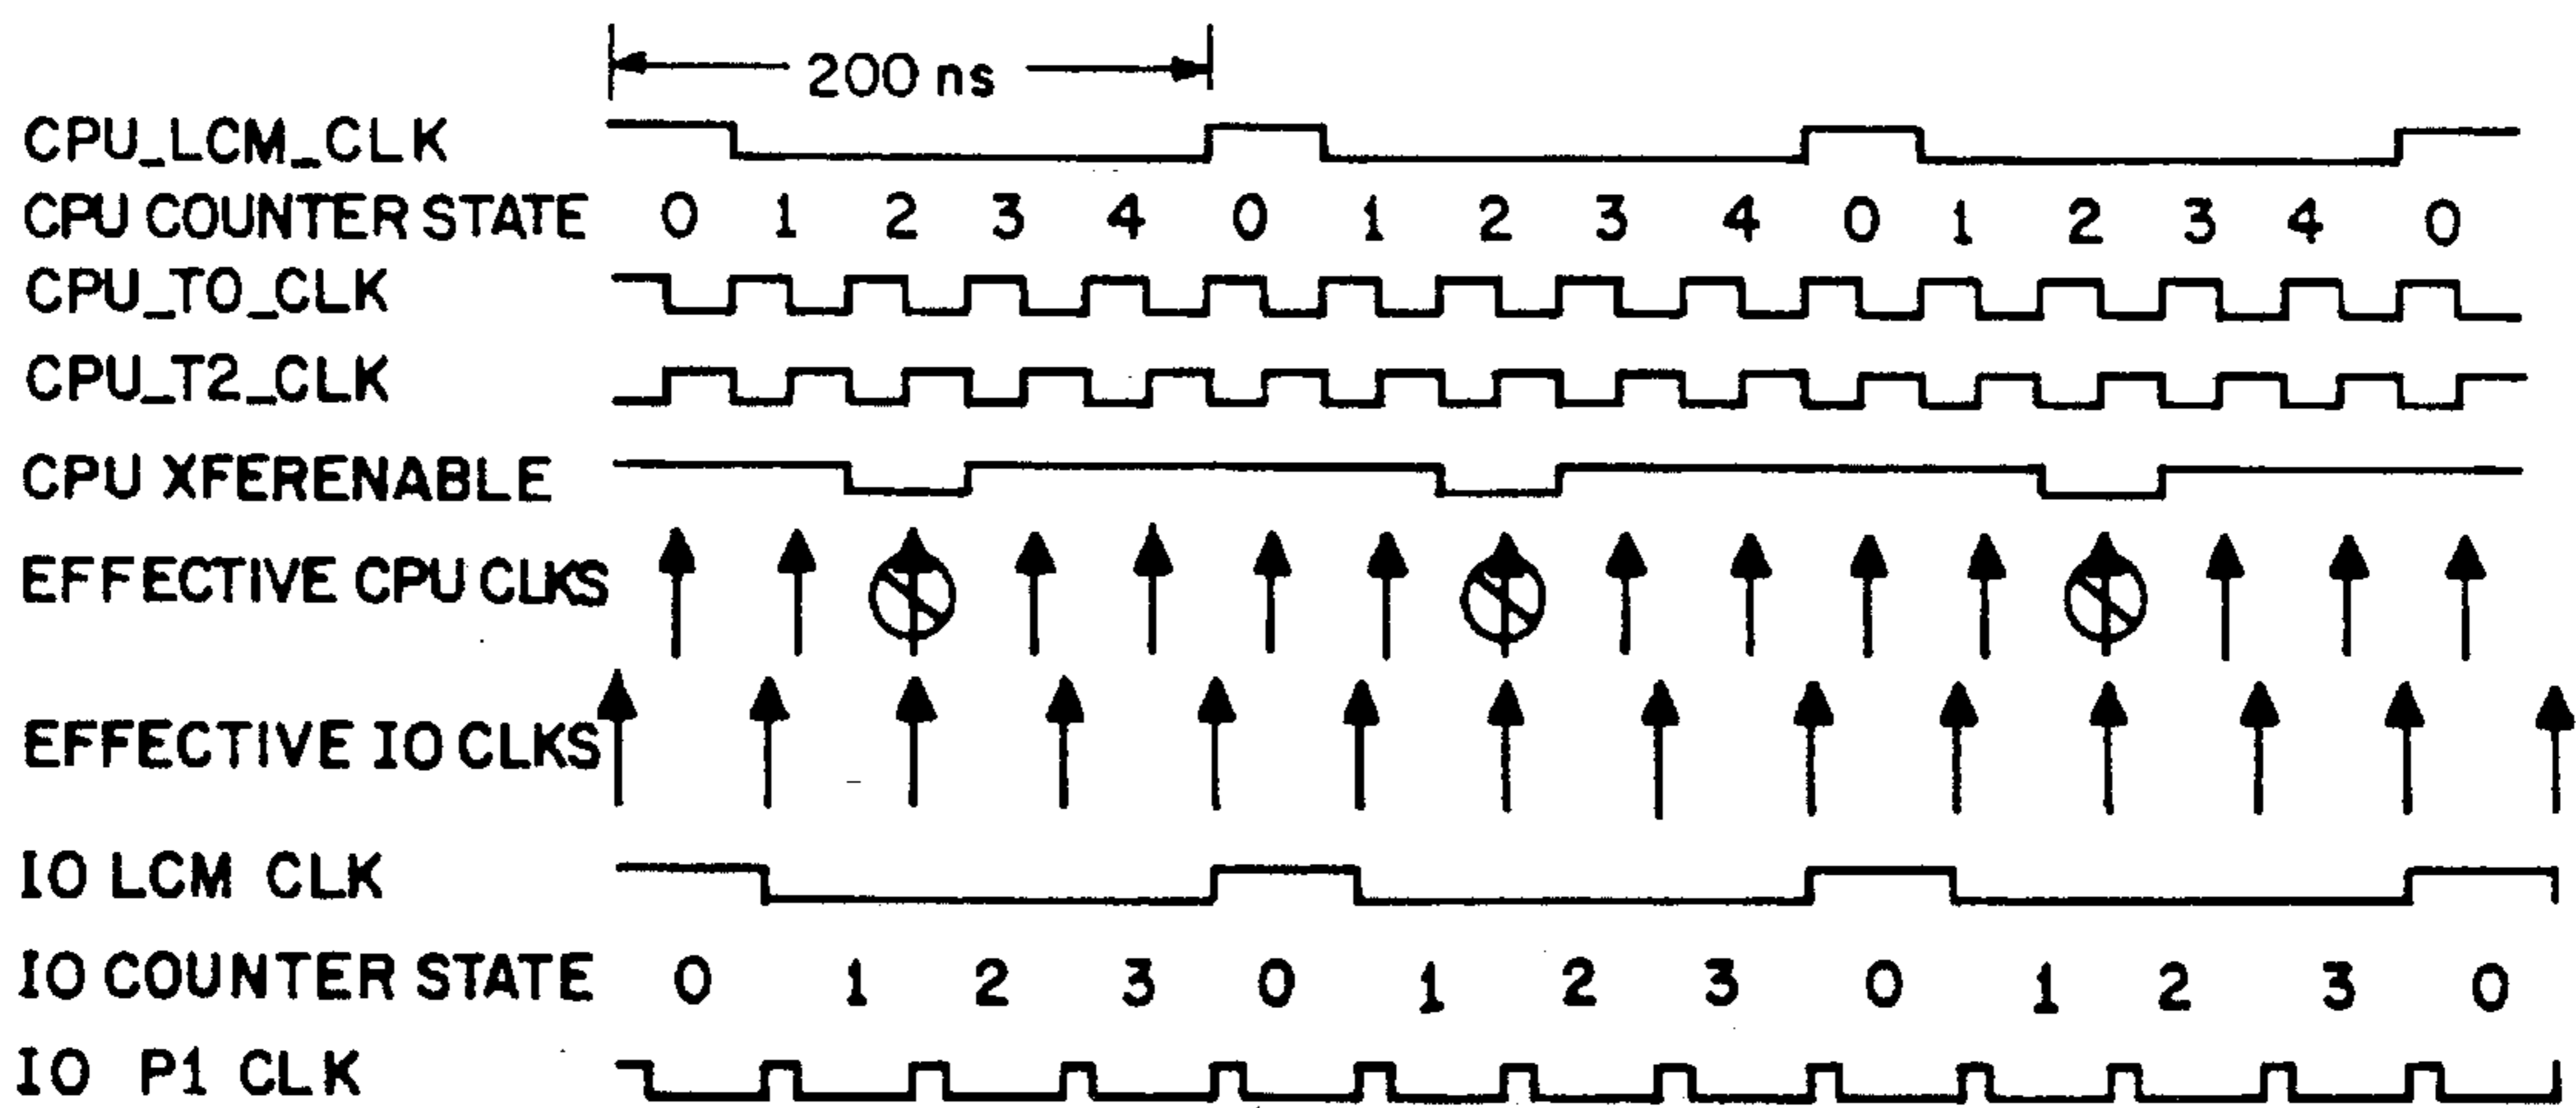 200 ns
CPU_LCM_CLK
CPU COUNTER STATE 0 1 2 3 4 0 1 2 3 4 0 1 2 3 4 0
CPU_T0_CLK
CPU_T2_CLK
CPU XFERENABLE
EFFECTIVE CPU CLKS
EFFECTIVE IO CLKS
IO LCM CLK
IO COUNTER STATE 0 1 2 3 0 1 2 3 0 1 2 3 0
IO P1 CLK